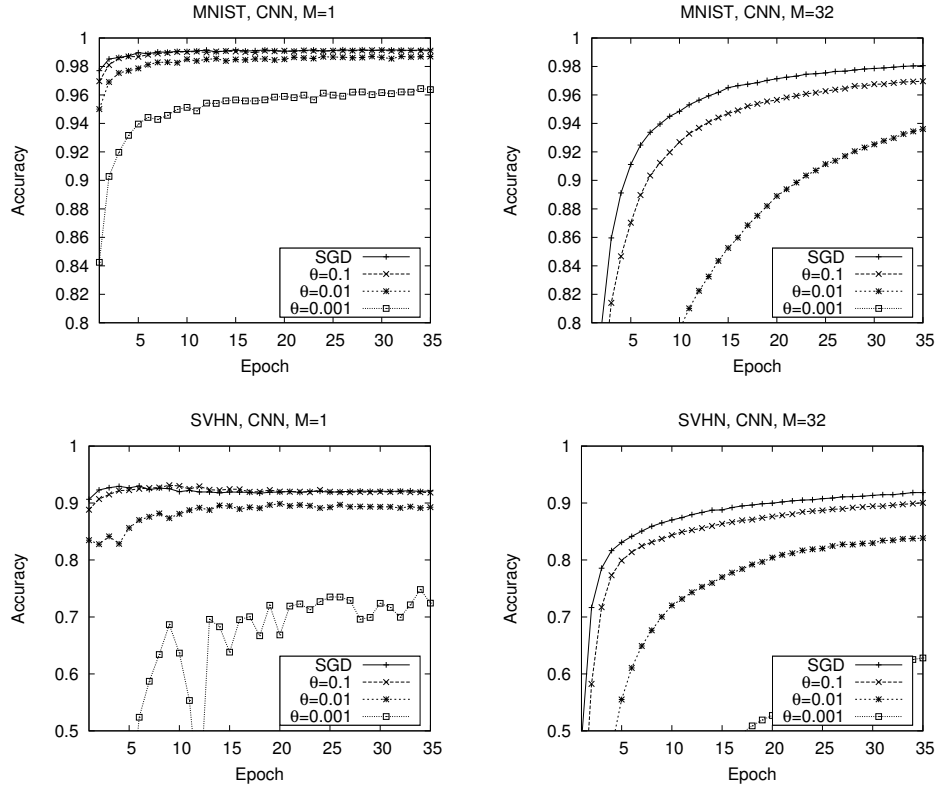 MNIST, CNN, M=1
1
0.98
0.96
0.94
0.92
0.9
0.88
0.86
0.84
0.82
0.8
Accuracy
SGD
θ=0.1
θ=0.01
θ=0.001
5 10 15 20 25 30 35
Epoch
MNIST, CNN, M=32
1
0.98
0.96
0.94
0.92
0.9
0.88
0.86
0.84
0.82
0.8
Accuracy
SGD
θ=0.1
θ=0.01
θ=0.001
5 10 15 20 25 30 35
Epoch
SVHN, CNN, M=1
1
0.9
0.8
0.7
0.6
0.5
Accuracy
SGD
θ=0.1
θ=0.01
θ=0.001
5 10 15 20 25 30 35
Epoch
SVHN, CNN, M=32
1
0.9
0.8
0.7
0.6
0.5
Accuracy
SGD
θ=0.1
θ=0.01
θ=0.001
5 10 15 20 25 30 35
Epoch